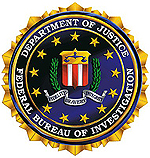 DEPARTMENT OF JUSTICE
FEDERAL BUREAU OF INVESTIGATION
FIDELITY BRAVERY INTEGRITY